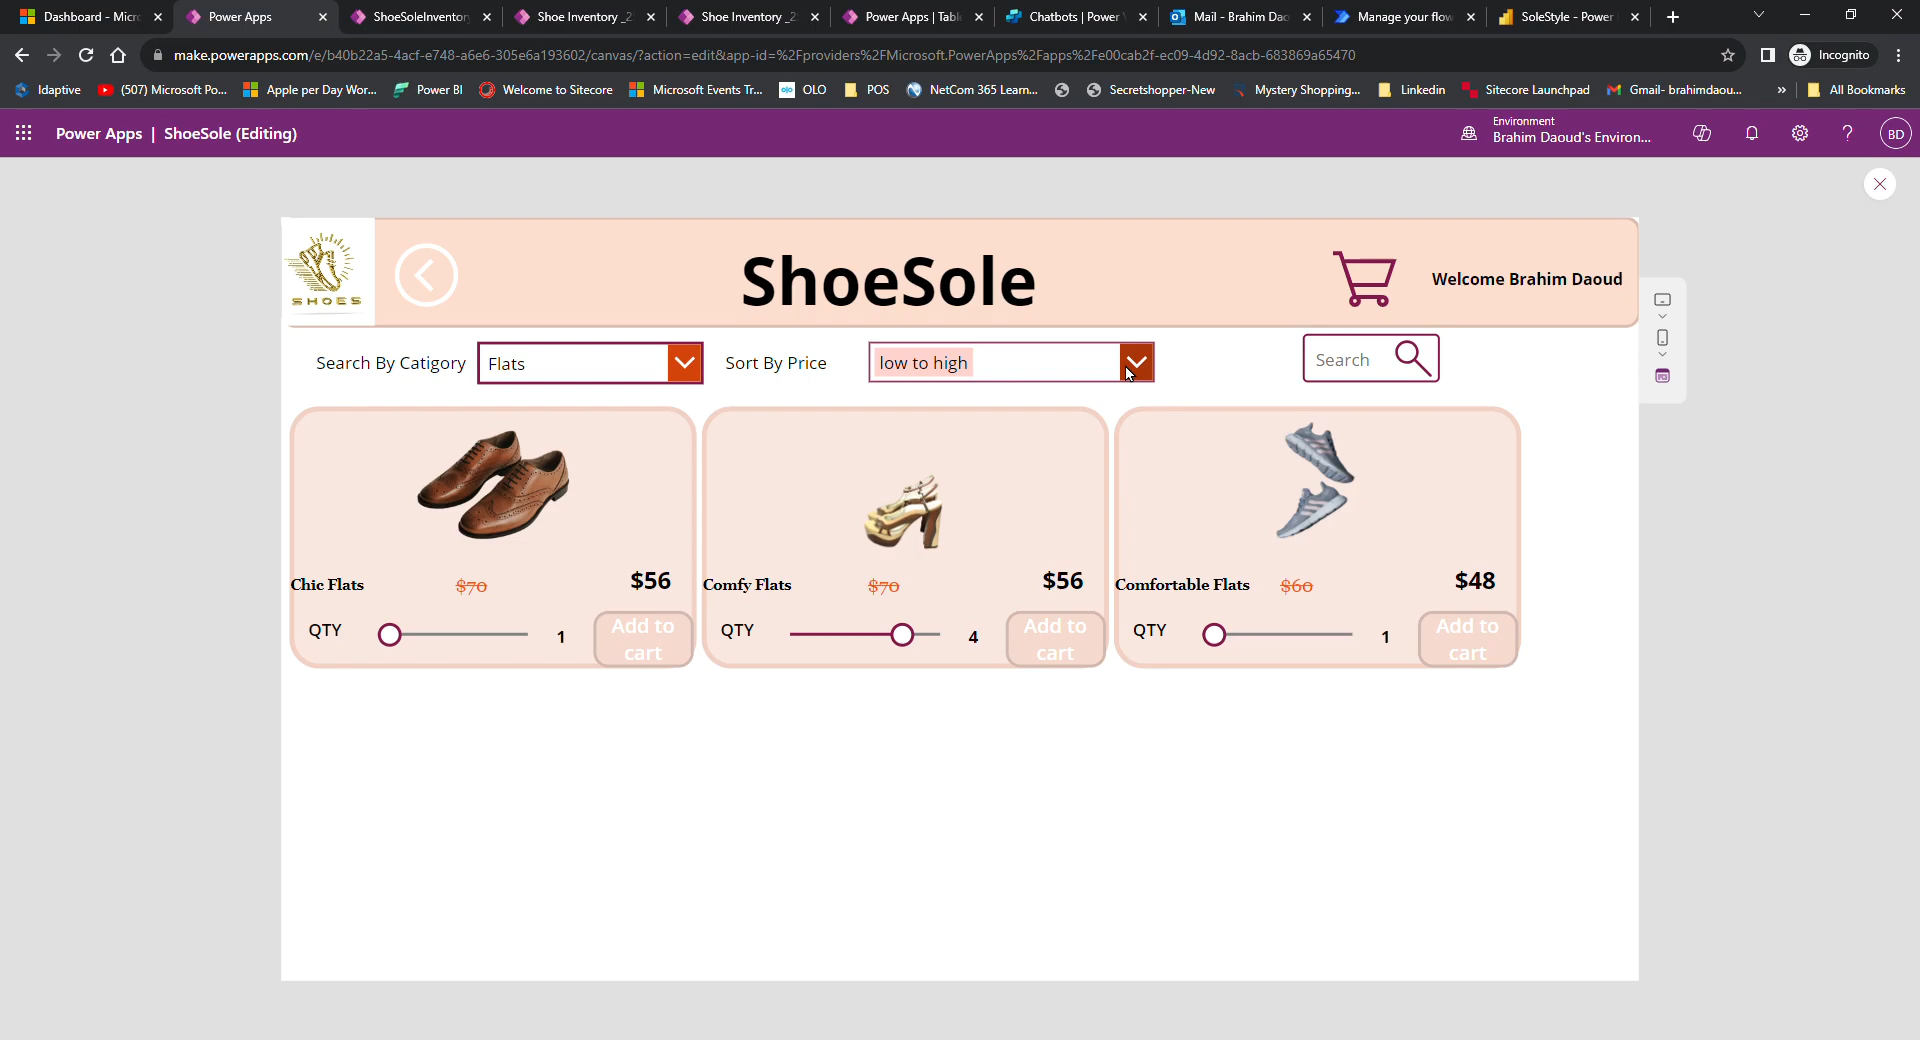 Dashboard - Micr
Power Apps
ShoeSoleInventor
Shoe Inventory _2
Shoe Inventory _2
Power Apps | Tabl
Chatbots | Power
Mail - Brahim Dao
Manage your flow
SoleStyle - Power
make.powerapps.com/e/b40b22a5-4acf-e748-a6e6-305e6a193602/canvas/?action=edit&app-id=%2Fproviders%2FMicrosoft.PowerApps%2Fapps%2Fe00cab2f-ec09-4d92-8acb-683869a65470
Incognito
Idaptive
(507) Microsoft Po...
Apple per Day Wor...
Power BI
Welcome to Sitecore
Microsoft Events Tr...
OLO
POS
NetCom 365 Learn...
Secretshopper-New
Mystery Shopping...
Linkedin
Sitecore Launchpad
Gmail- brahimdaou...
»
All Bookmarks
Power Apps | ShoeSole (Editing)
Environment
Brahim Daoud's Environ...
BD
SHOES
ShoeSole
Welcome Brahim Daoud
Search By Catigory
Flats
Sort By Price
low to high
Search
Chic Flats
$70
$56
Comfy Flats
$70
$56
Comfortable Flats
$60
$48
QTY
1
Add to
cart
QTY
4
Add to
cart
QTY
1
Add to
cart